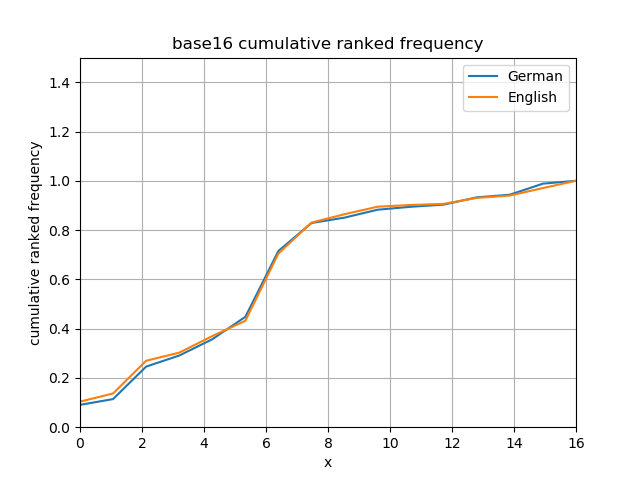 base16 cumulative ranked frequency
German
English
1.4
1.2
1.0
0.8
0.6
0.4
0.2
0.0
cumulative ranked frequency
0 2 4 6 8 10 12 14 16
x